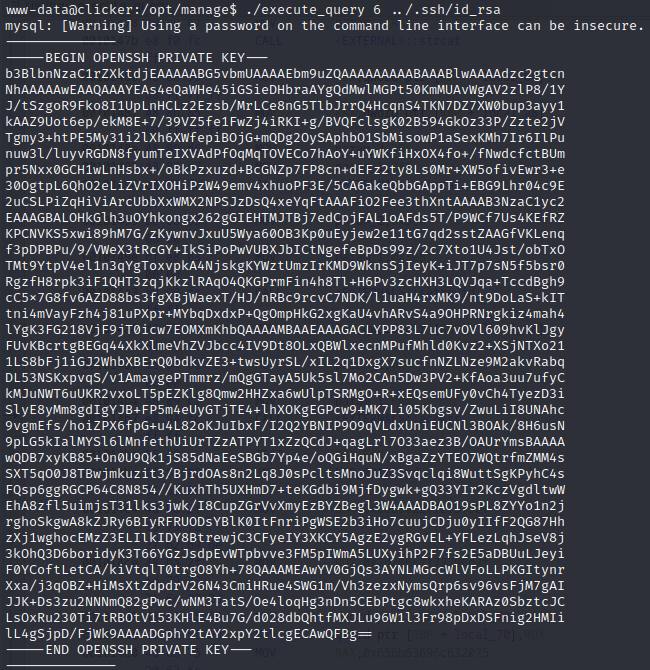 www-data@clicker:/opt/manage$ ./execute_query 6 ../.ssh/id_rsa
mysql: [Warning] Using a password on the command line interface can be insecure.
-----BEGIN OPENSSH PRIVATE KEY---
b3BlbnNzaC1rZXktdjEAAAAABG5vbmUAAAAEbm9uZQAAAAAAAAABAAABlwAAAAdzc2gtcn
NhAAAAAwEAAQAAAYEAs4eQaWHe45iGSieDHbraAYgQdMwlMGPt50KmMUAvWgAV2zlP8/1Y
J/tSzgoR9Fko8I1UpLnHCLz2Ezsb/MrLCe8nG5TlbJrrQ4HcqnS4TKN7DZ7XW0bup3ayy1
kAAZ9Uot6ep/ekM8E+7/39VZ5fe1FwZj4iRKI+g/BVQFclsgK02B594GkOz33P/Zzte2jV
Tgmy3+htPE5My31i2lXh6XWfepiBOjG+mQDg2OySAphbO1SbMisowP1aSexKMh7Ir6IlPu
nuw3l/luyvRGDN8fyumTeIXVAdPfOqMqTOVECo7hAoY+uYWKfiHxOX4fo+/fNwdcfctBUm
pr5Nxx0GCH1wLnHsbx+/oBkPzxuzd+BcGNZp7FP8cn+dEFz2ty8Ls0Mr+XW5ofivEwr3+e
30OgtpL6QhO2eLiZVrIXOHiPzW49emv4xhuoPF3E/5CA6akeQbbGAppTi+EBG9Lhr04c9E
2uCSLPiZqHiViArcUbbXxWMX2NPSJzDsQ4xeYqFtAAAFiO2Fee3thXntAAAAB3NzaC1yc2
EAAAGBALOHkGlh3uOYhkongx262gGIEHTMJTBj7edCpjFAL1oAFds5T/P9WCf7Us4KEfRZ
KPCNVKS5xwi89hM7G/zKywnvJxuU5Wya60OB3Kp0uEyjew2e11tG7qd2sstZAAGfVKLenq
f3pDPBPu/9/VWeX3tRcGY+IkSiPoPwVUBXJbICtNgefeBpDs99z/2c7Xto1U4Jst/obTxO
TMt9YtpV4el1n3qYgToxvpkA4NjskgKYWztUmzIrKMD9WknsSjIeyK+iJT7p7sN5f5bsr0
RgzfH8rpk3iF1QHT3zqjKkzlRAqO4QKGPrmFin4h8Tl+H6Pv3zcHXH3LQVJqa+TccdBgh9
cC5x7G8fv6AZD88bs3fgXBjWaexT/HJ/nRBc9rcvC7NDK/l1uaH4rxMK9/nt9DoLaS+kIT
tni4mVayFzh4j81uPXpr+MYbqDxdxP+QgOmpHkG2xgKaU4vhARvS4a9OHPRNrgkiz4mah4
lYgK3FG218VjF9jT0icw7EOMXmKhbQAAAAMBAAEAAAGACLYPP83L7uc7vOVl609hvKlJgy
FUvKBcrtgBEGq44XkXlmeVhZVJbcc4IV9Dt8OLxQBWlxecnMPufMhld0Kvz2+XSjNTXo21
1LS8bFj1iGJ2WhbXBErQ0bdkvZE3+twsUyrSL/xIL2q1DxgX7sucfnNZLNze9M2akvRabq
DL53NSKxpvqS/v1AmaygePTmmrz/mQgGTayA5Uk5sl7Mo2CAn5Dw3PV2+KfAoa3uu7ufyC
kMJuNWT6uUKR2vxoLT5pEZKlg8Qmw2HHZxa6wUlpTSRMgO+R+xEQsemUFy0vCh4TyezD3i
SlyE8yMm8gdIgYJB+FP5m4eUyGTjTE4+lhXOKgEGPcw9+MK7Li05Kbgsv/ZwuLiI8UNAhc
9vgmEfs/hoiZPX6fpG+u4L82oKJuIbxF/I2Q2YBNIP9O9qVLdxUniEUCNl3BOAk/8H6usN
9pLG5kIalMYSl6lMnfethUiUrTZzATPYT1xZzQCdJ+qagLrl7O33aez3B/OAUrYmsBAAAA
wQDB7xyKB85+On0U9Qk1jS85dNaEeSBGb7Yp4e/oQGiHquN/xBgaZzYTEO7WQtrfmZMM4s
SXT5qO0J8TBwjmkuzit3/BjrdOAs8n2Lq8J0sPcltsMnoJuZ3Svqclqi8WuttSgKPyhC4s
FQsp6ggRGCP64C8N854//KuxhTh5UXHmD7+teKGdbi9MjfDygwk+gQ33YIr2KczVgdltwW
EhA8zfl5uimjsT31lks3jwk/I8CupZGrVvXmyEzBYZBegl3W4AAADBAO19sPL8ZYYo1n2j
rghoSkgwA8kZJRy6BIyRFRUODsYBlK0ItFnriPgWSE2b3iHo7cuujCDju0yIIfF2QG87Hh
zXj1wghocEMzZ3ELIlkIDY8BtrewjC3CFyeIY3XKCY5AgzE2ygRGvEL+YFLezLqhJseV8j
3kOhQ3D6boridyK3T66YGzJsdpEvWTpbvve3FM5pIWmA5LUXyihP2F7fs2E5aDBUuLJeyi
F0YCoftLetCA/kiVtqlT0trgO8Yh+78QAAAMEAwYV0GjQs3AYNLMGccWlVFoLLPKGItynr
Xxa/j3qOBZ+HiMsXtZdpdrV26N43CmiHRue4SWG1m/Vh3zezxNymsQrp6sv96vsFjM7gAI
JJK+Ds3zu2NNNmQ82gPwc/wNM3TatS/Oe4loqHg3nDn5CEbPtgc8wkxheKARAz0SbztcJC
LsOxRu230Ti7tRBOtV153KHlE4Bu7G/d028dbQhtfMXJLu96W1l3Fr98pDxDSFnig2HMIi
lL4gSjpD/FjWk9AAAADGphY2tAY2xpY2tlcgECAwQFBg==
-----END OPENSSH PRIVATE KEY---